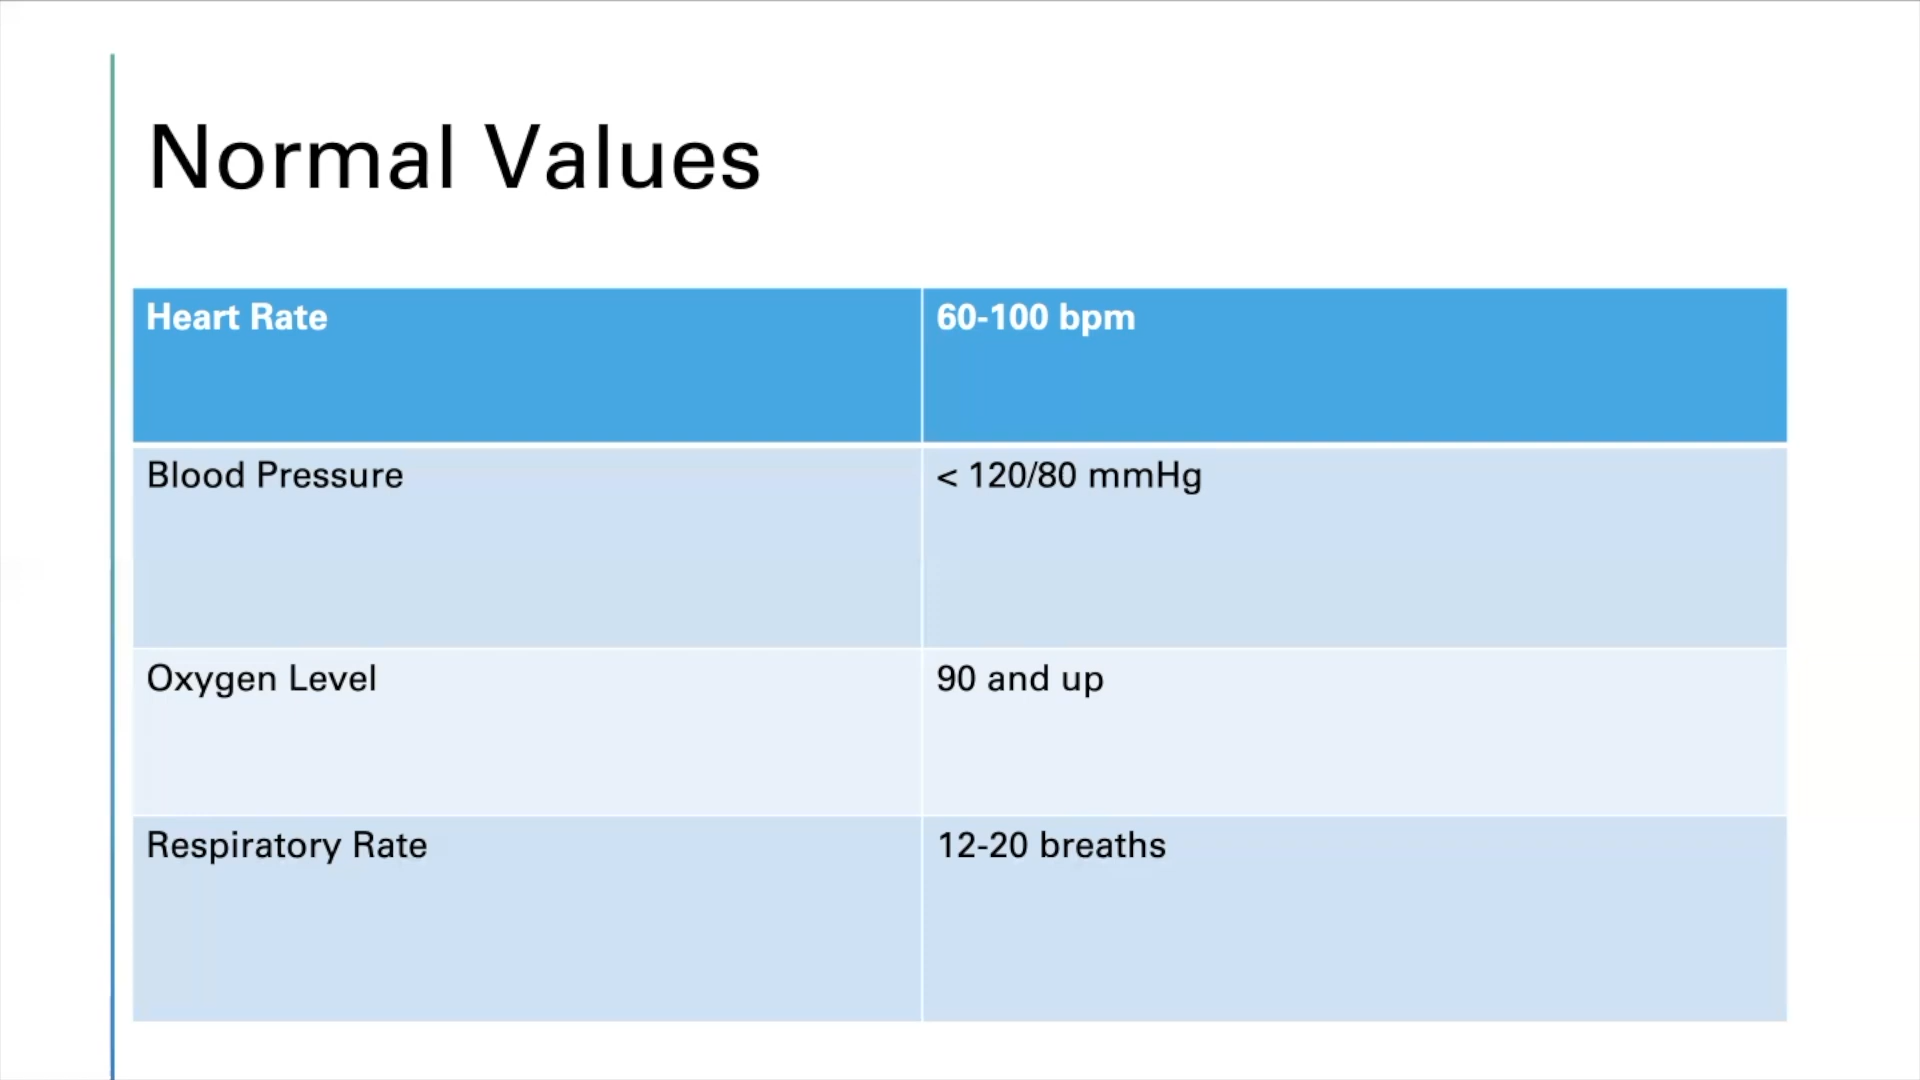 Normal Values
Heart Rate 60-100 bpm
Blood Pressure < 120/80 mmHg
Oxygen Level 90 and up
Respiratory Rate 12-20 breaths